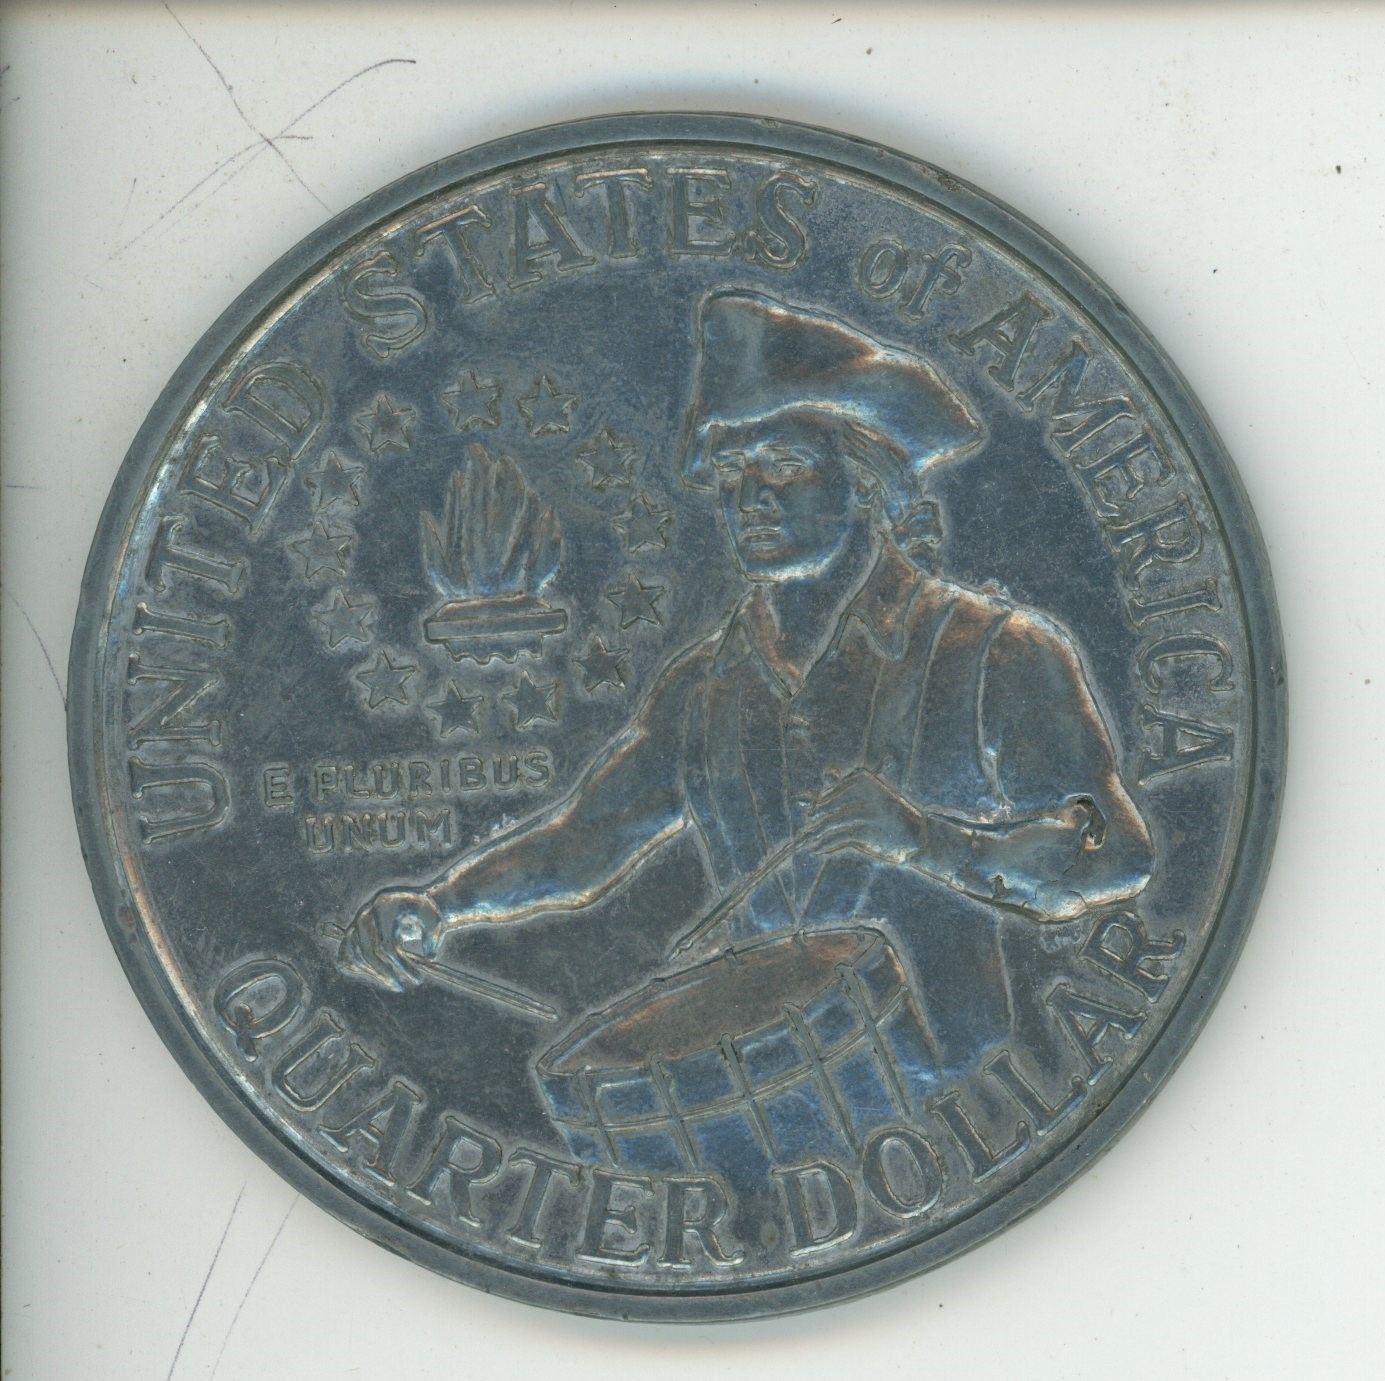 UNITED STATES of AMERICA
E PLURIBUS
UNUM
QUARTER DOLLAR